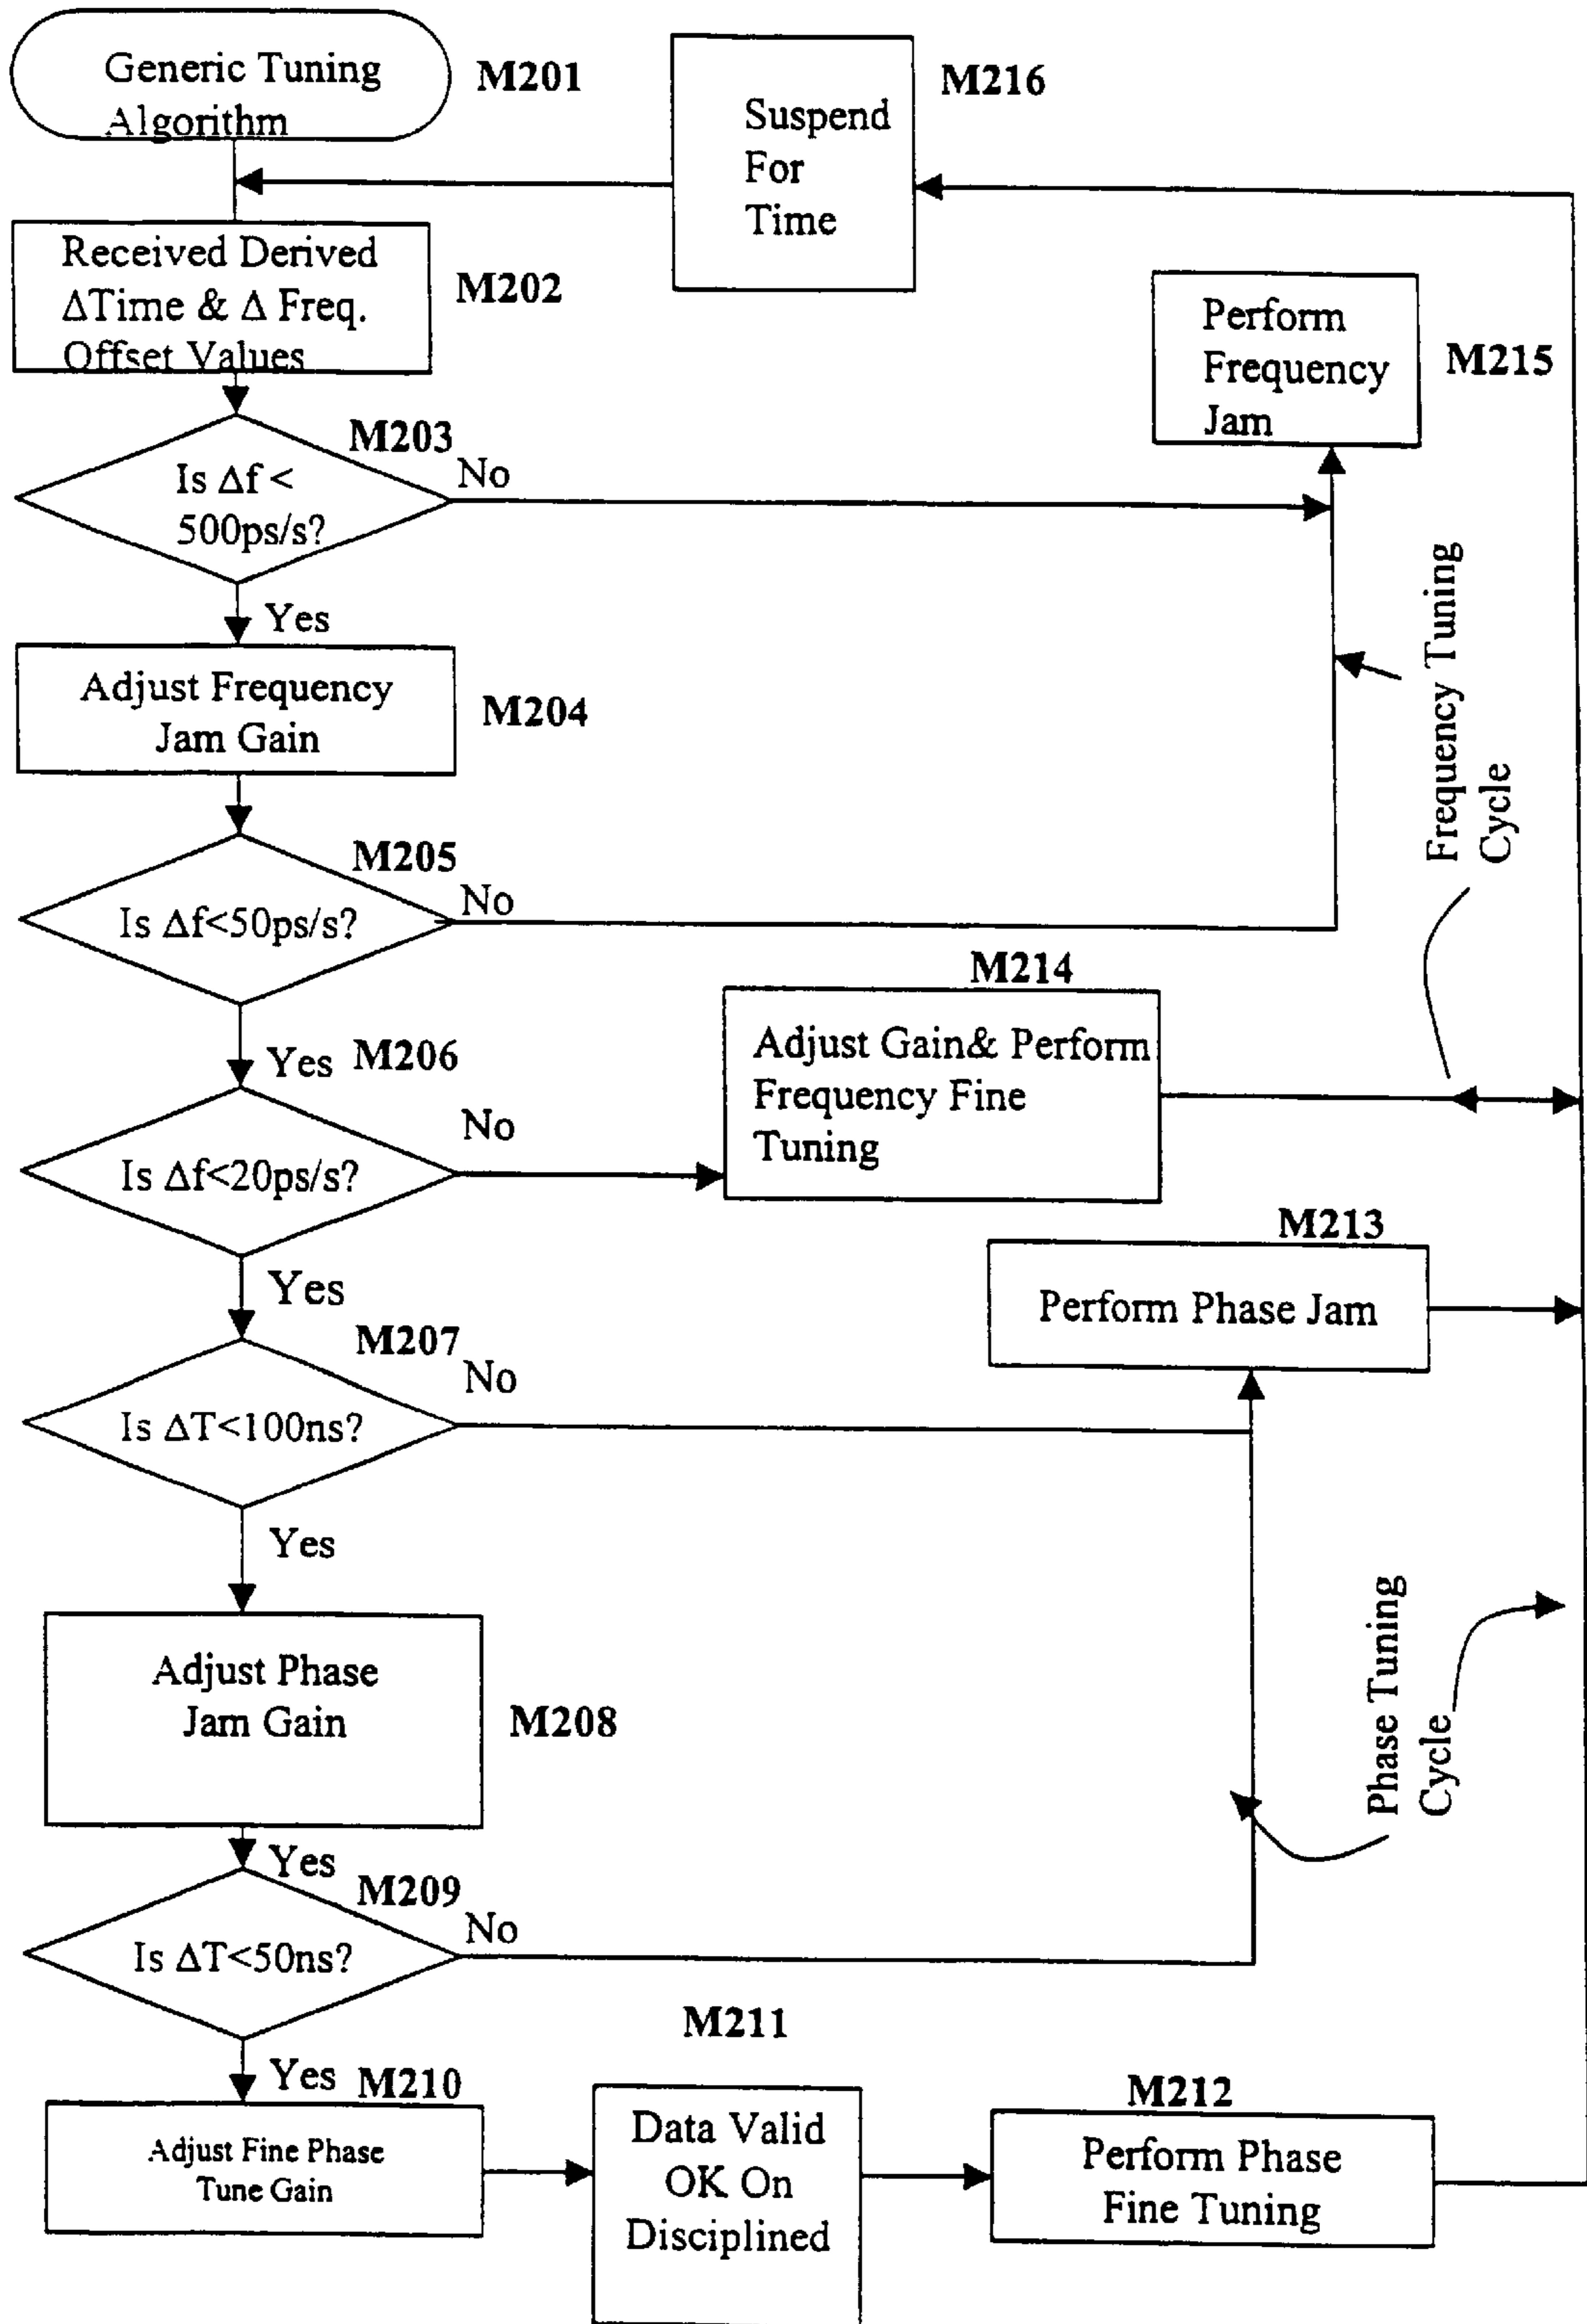 Generic Tuning
Algorithm
M201
Suspend
For
Time
M216
Received Derived
ΔTime & Δ Freq.
Offset Values
M202
Perform
Frequency
Jam
M215
M203
Is Δf <
500ps/s?
No
Yes
Adjust Frequency
Jam Gain
M204
Frequency Tuning
Cycle
M205
Is Δf<50ps/s?
No
Yes
M206
Is Δf<20ps/s?
No
M214
Adjust Gain& Perform
Frequency Fine
Tuning
Yes
M213
Perform Phase Jam
M207
Is ΔT<100ns?
No
Yes
Adjust Phase
Jam Gain
M208
Phase Tuning
Cycle
Yes
M209
Is ΔT<50ns?
No
Yes
M210
Adjust Fine Phase
Tune Gain
M211
Data Valid
OK On
Disciplined
M212
Perform Phase
Fine Tuning